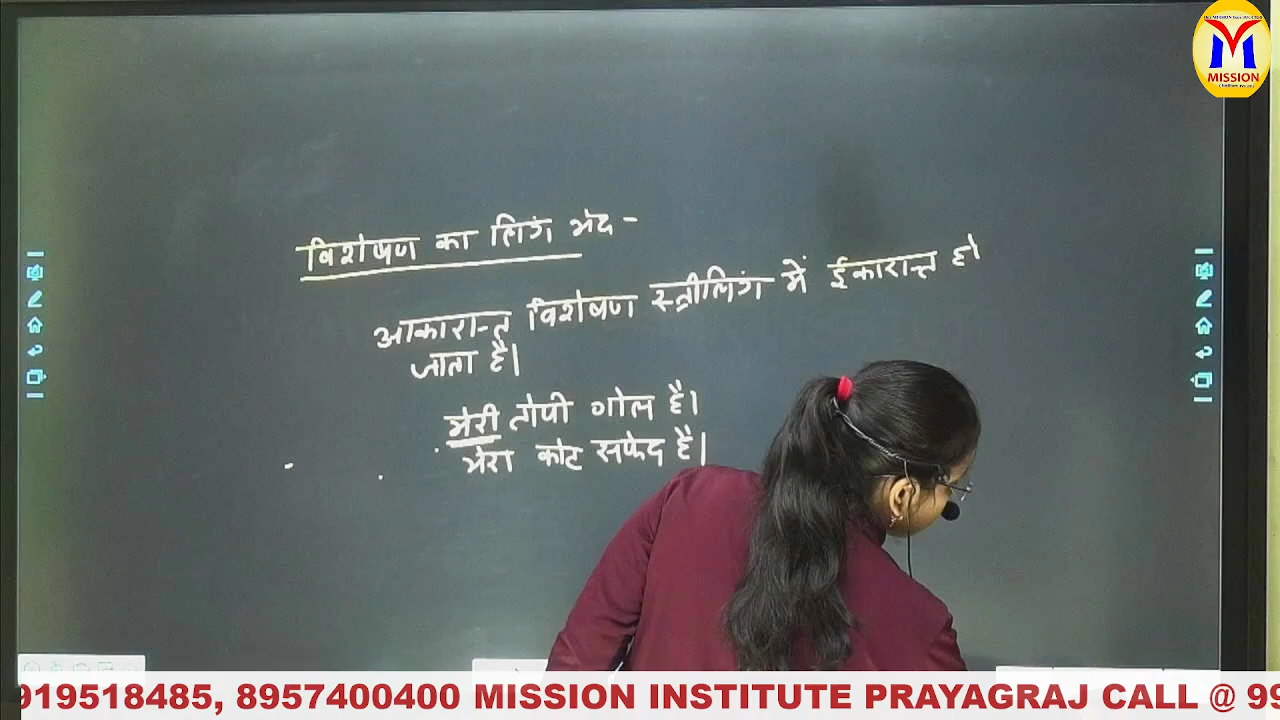 विशेषण का लिंग भेद -
आकारान्त विशेषण स्त्रीलिंग में ईकारान्त हो
जाता है।
मेरी टोपी गोल है।
मेरा कोट सफेद है।
MISSION
919518485, 8957400400 MISSION INSTITUTE PRAYAGRAJ CALL @ 99